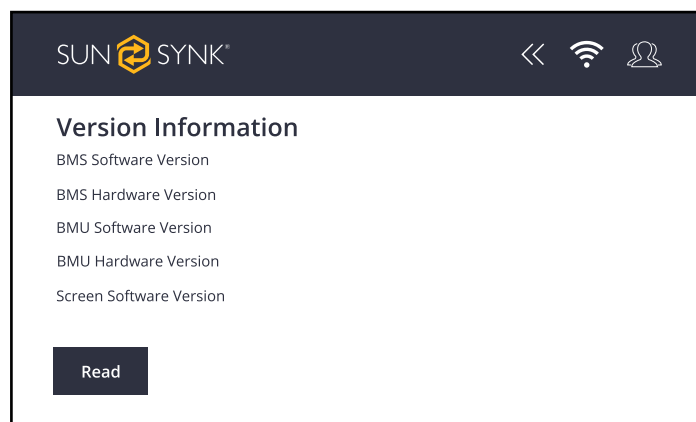 SUN SYNK®
Version Information
BMS Software Version
BMS Hardware Version
BMU Software Version
BMU Hardware Version
Screen Software Version
Read